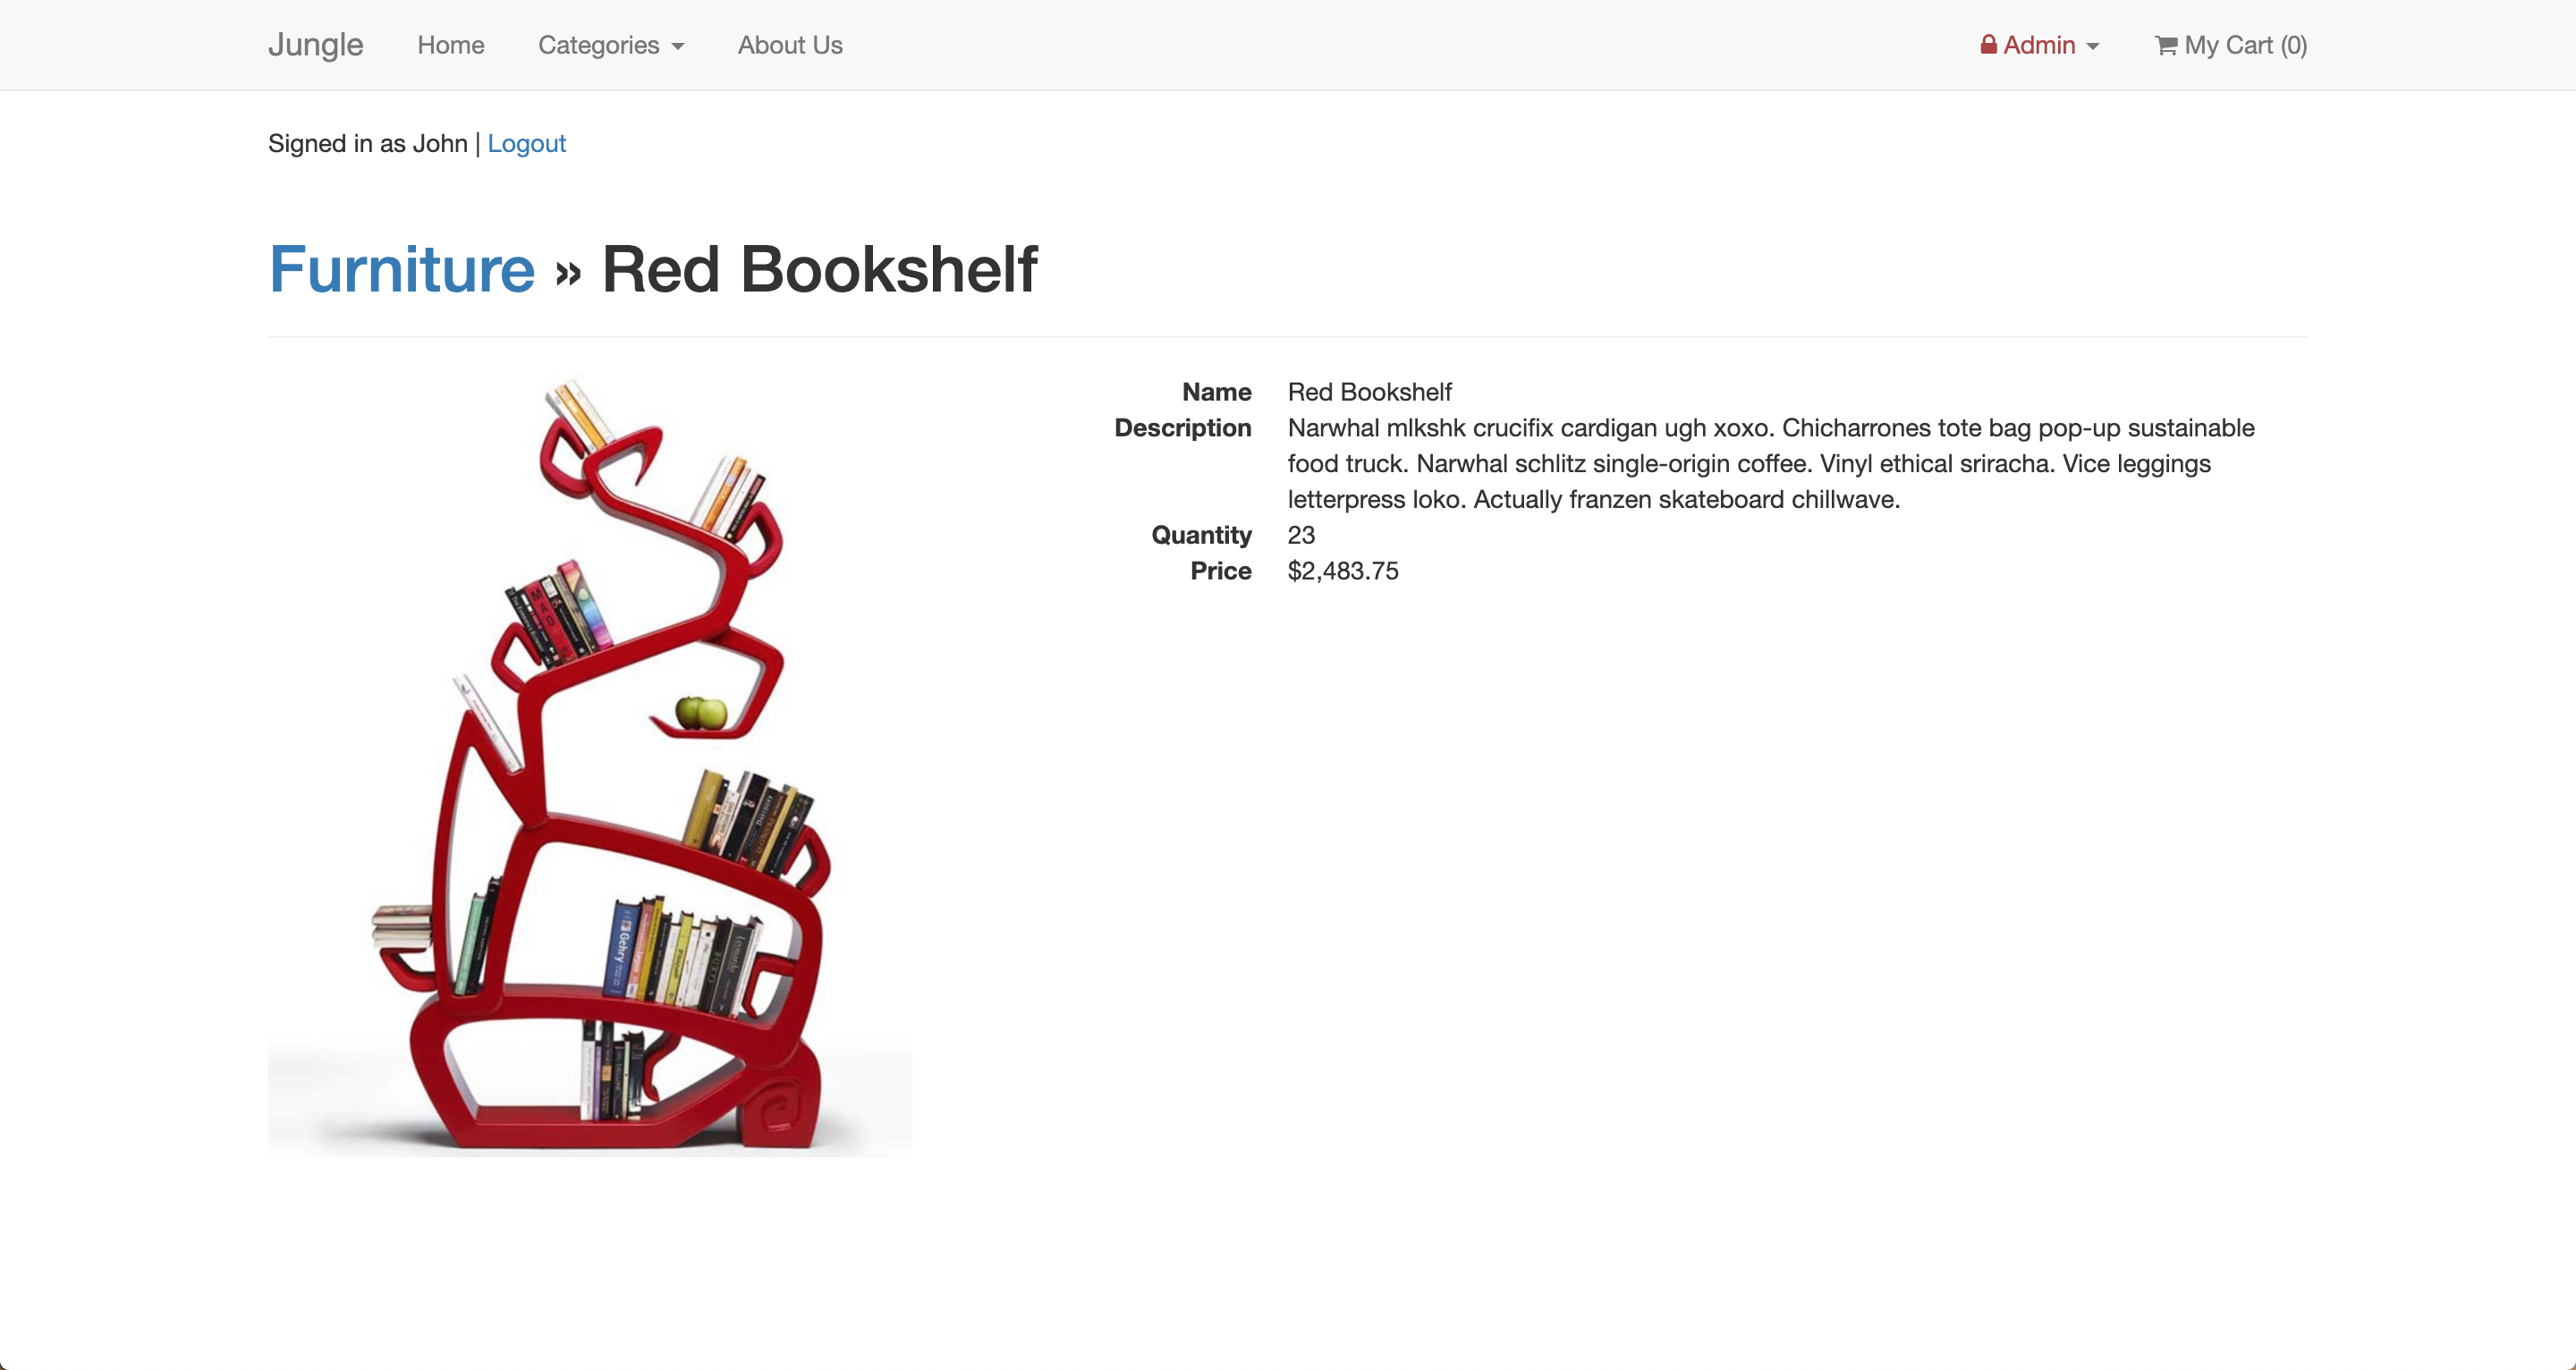 Jungle Home Categories About Us Admin My Cart (0)
Signed in as John | Logout
Furniture » Red Bookshelf
Name Red Bookshelf
Description Narwhal mlkshk crucifix cardigan ugh xoxo. Chicharrones tote bag pop-up sustainable
food truck. Narwhal schlitz single-origin coffee. Vinyl ethical sriracha. Vice leggings
letterpress loko. Actually franzen skateboard chillwave.
Quantity 23
Price $2,483.75
MAD
Gehry